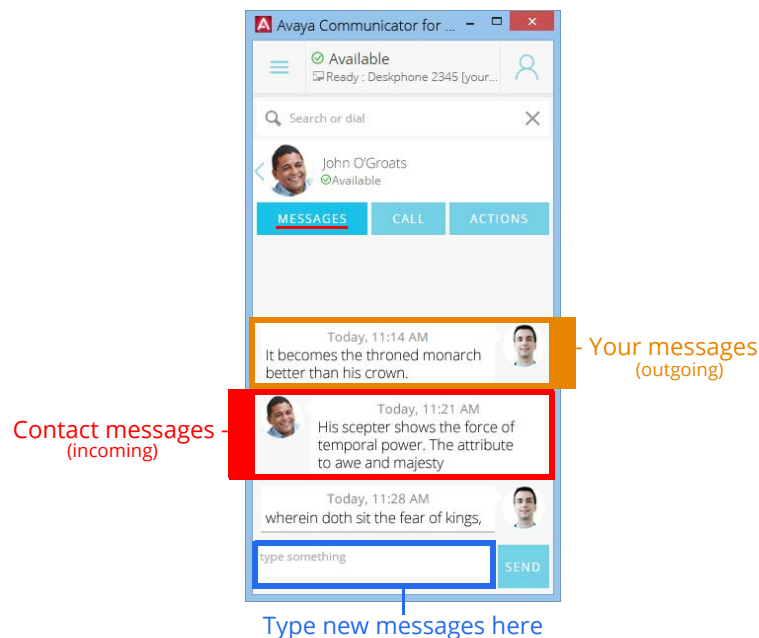 Avaya Communicator for ...
Available
Ready : Deskphone 2345 [your...
Search or dial
John O'Groats
Available
MESSAGES CALL ACTIONS
Today, 11:14 AM
It becomes the throned monarch
better than his crown.
- Your messages
(outgoing)
Today, 11:21 AM
His scepter shows the force of
temporal power. The attribute
to awe and majesty
Contact messages -
(incoming)
Today, 11:28 AM
wherein doth sit the fear of kings,
type something
SEND
Type new messages here